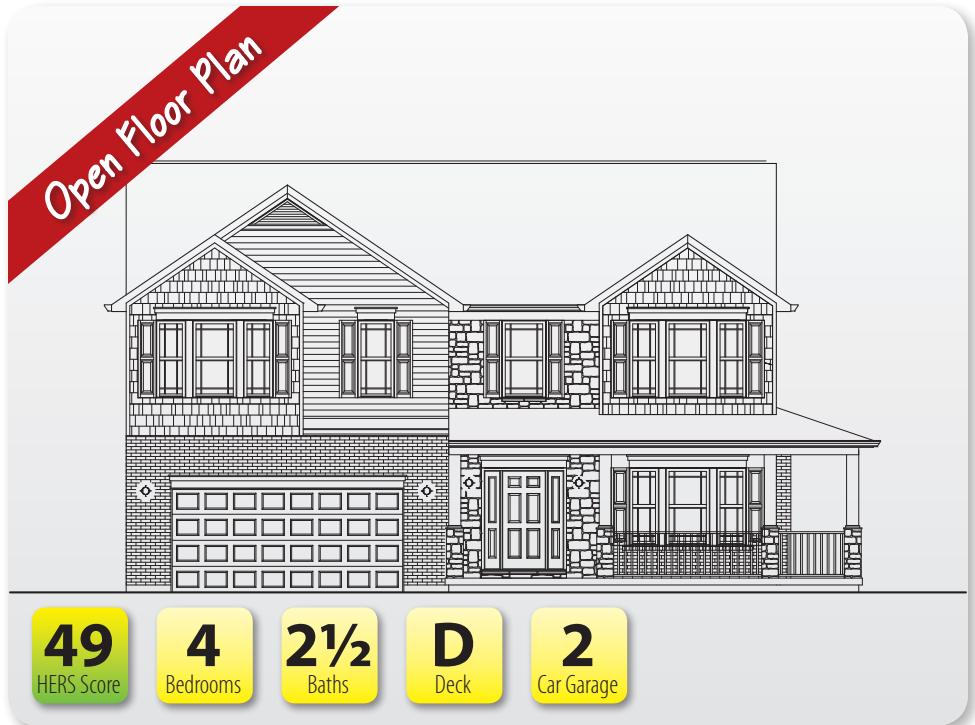 Open Floor Plan
49
HERS Score
4
Bedrooms
2½
Baths
D
Deck
2
Car Garage